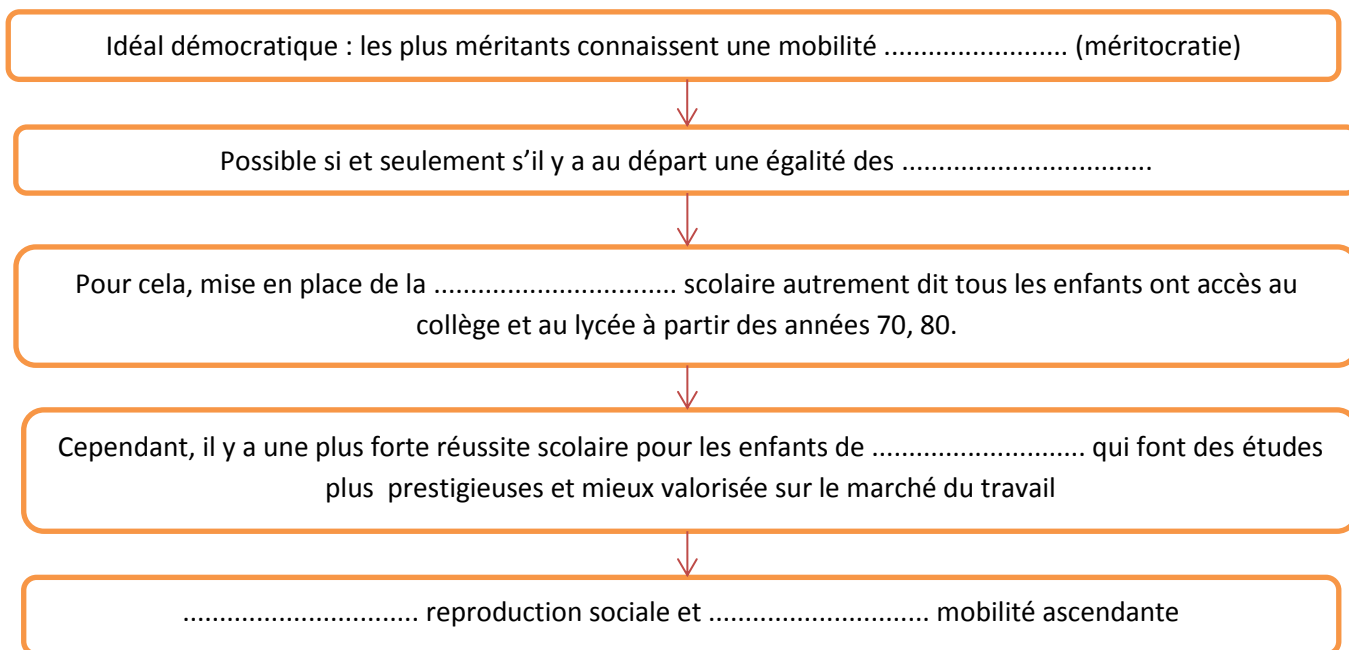 Idéal démocratique : les plus méritants connaissent une mobilité ........................ (méritocratie)
Possible si et seulement s’il y a au départ une égalité des .................................
Pour cela, mise en place de la ................................ scolaire autrement dit tous les enfants ont accès au
collège et au lycée à partir des années 70, 80.
Cependant, il y a une plus forte réussite scolaire pour les enfants de ............................ qui font des études
plus prestigieuses et mieux valorisée sur le marché du travail
............................... reproduction sociale et ............................. mobilité ascendante